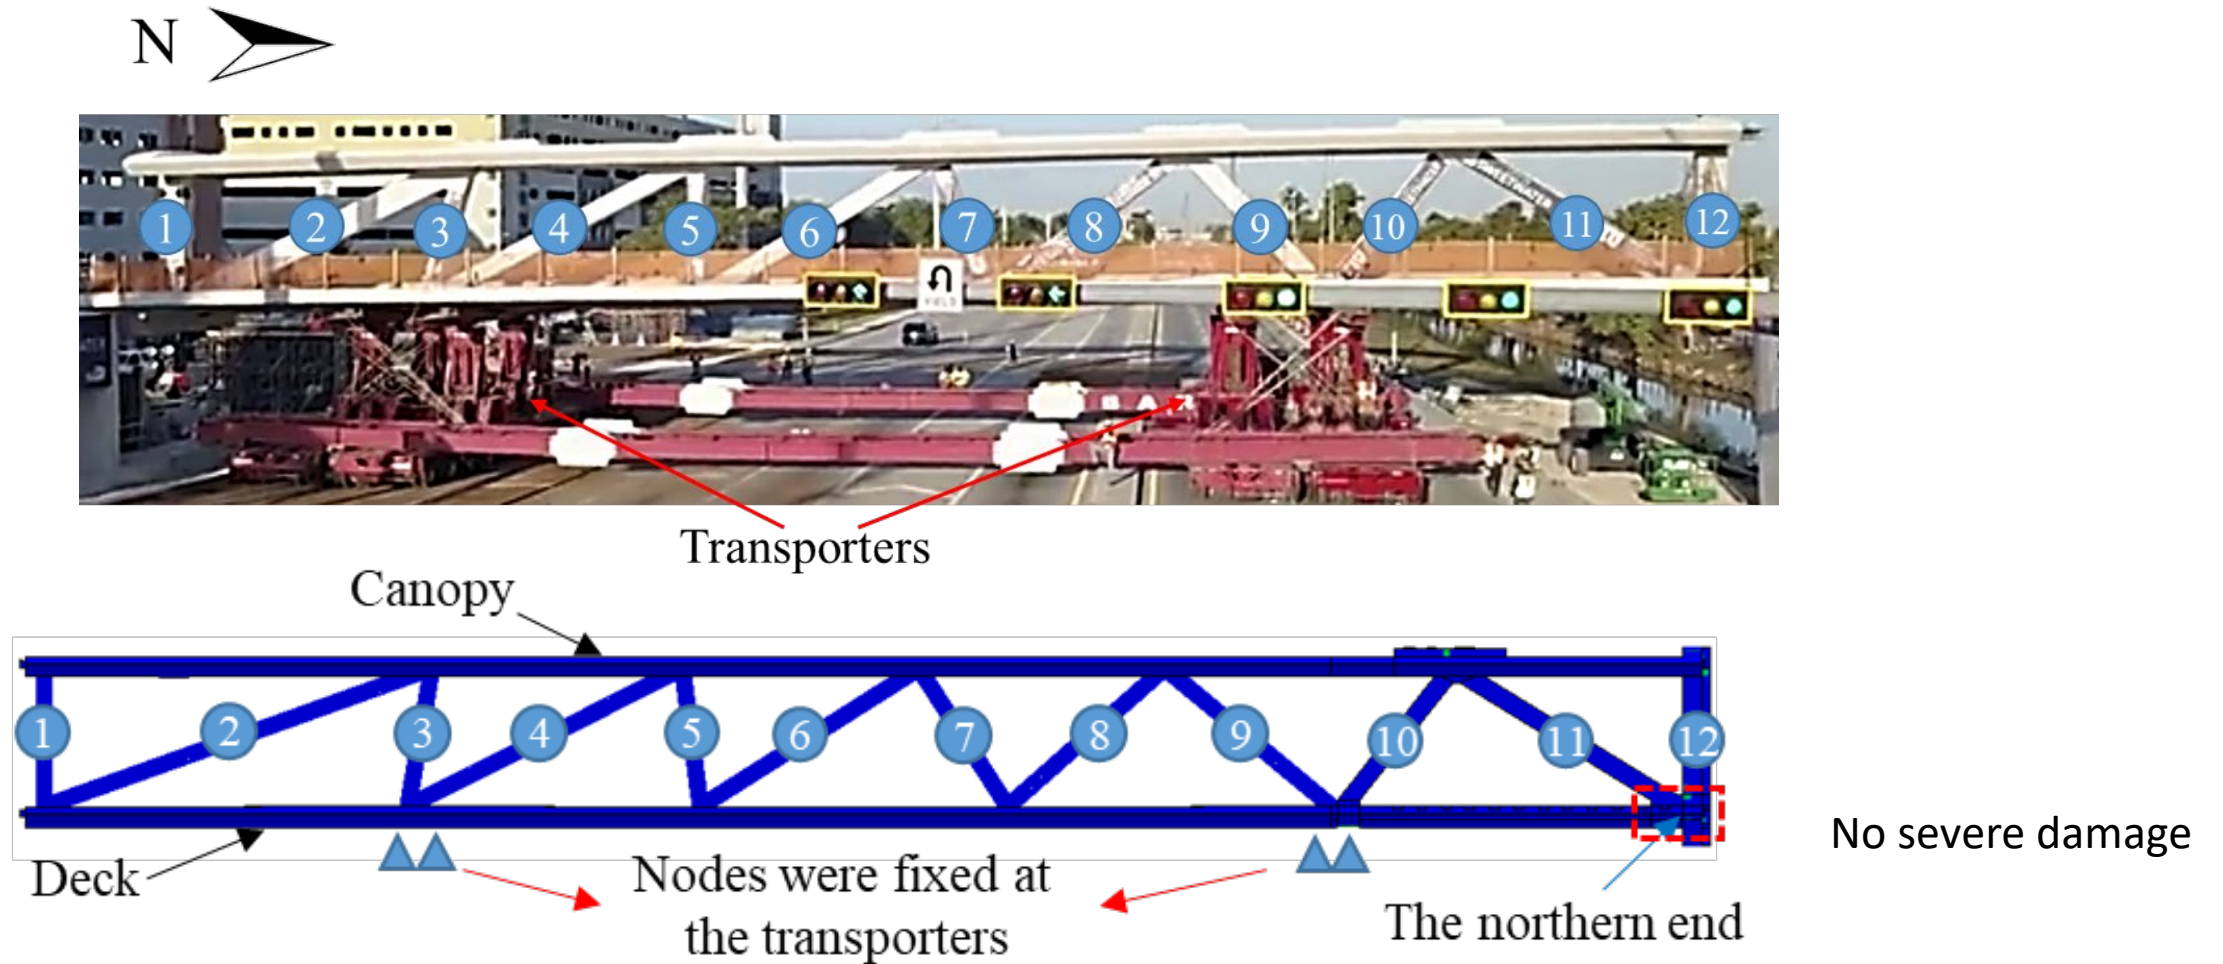 N
1 2 3 4 5 6 7 8 9 10 11 12
YIELD
BAR
Transporters
Canopy
1 2 3 4 5 6 7 8 9 10 11 12
Deck
Nodes were fixed at
the transporters
The northern end
No severe damage